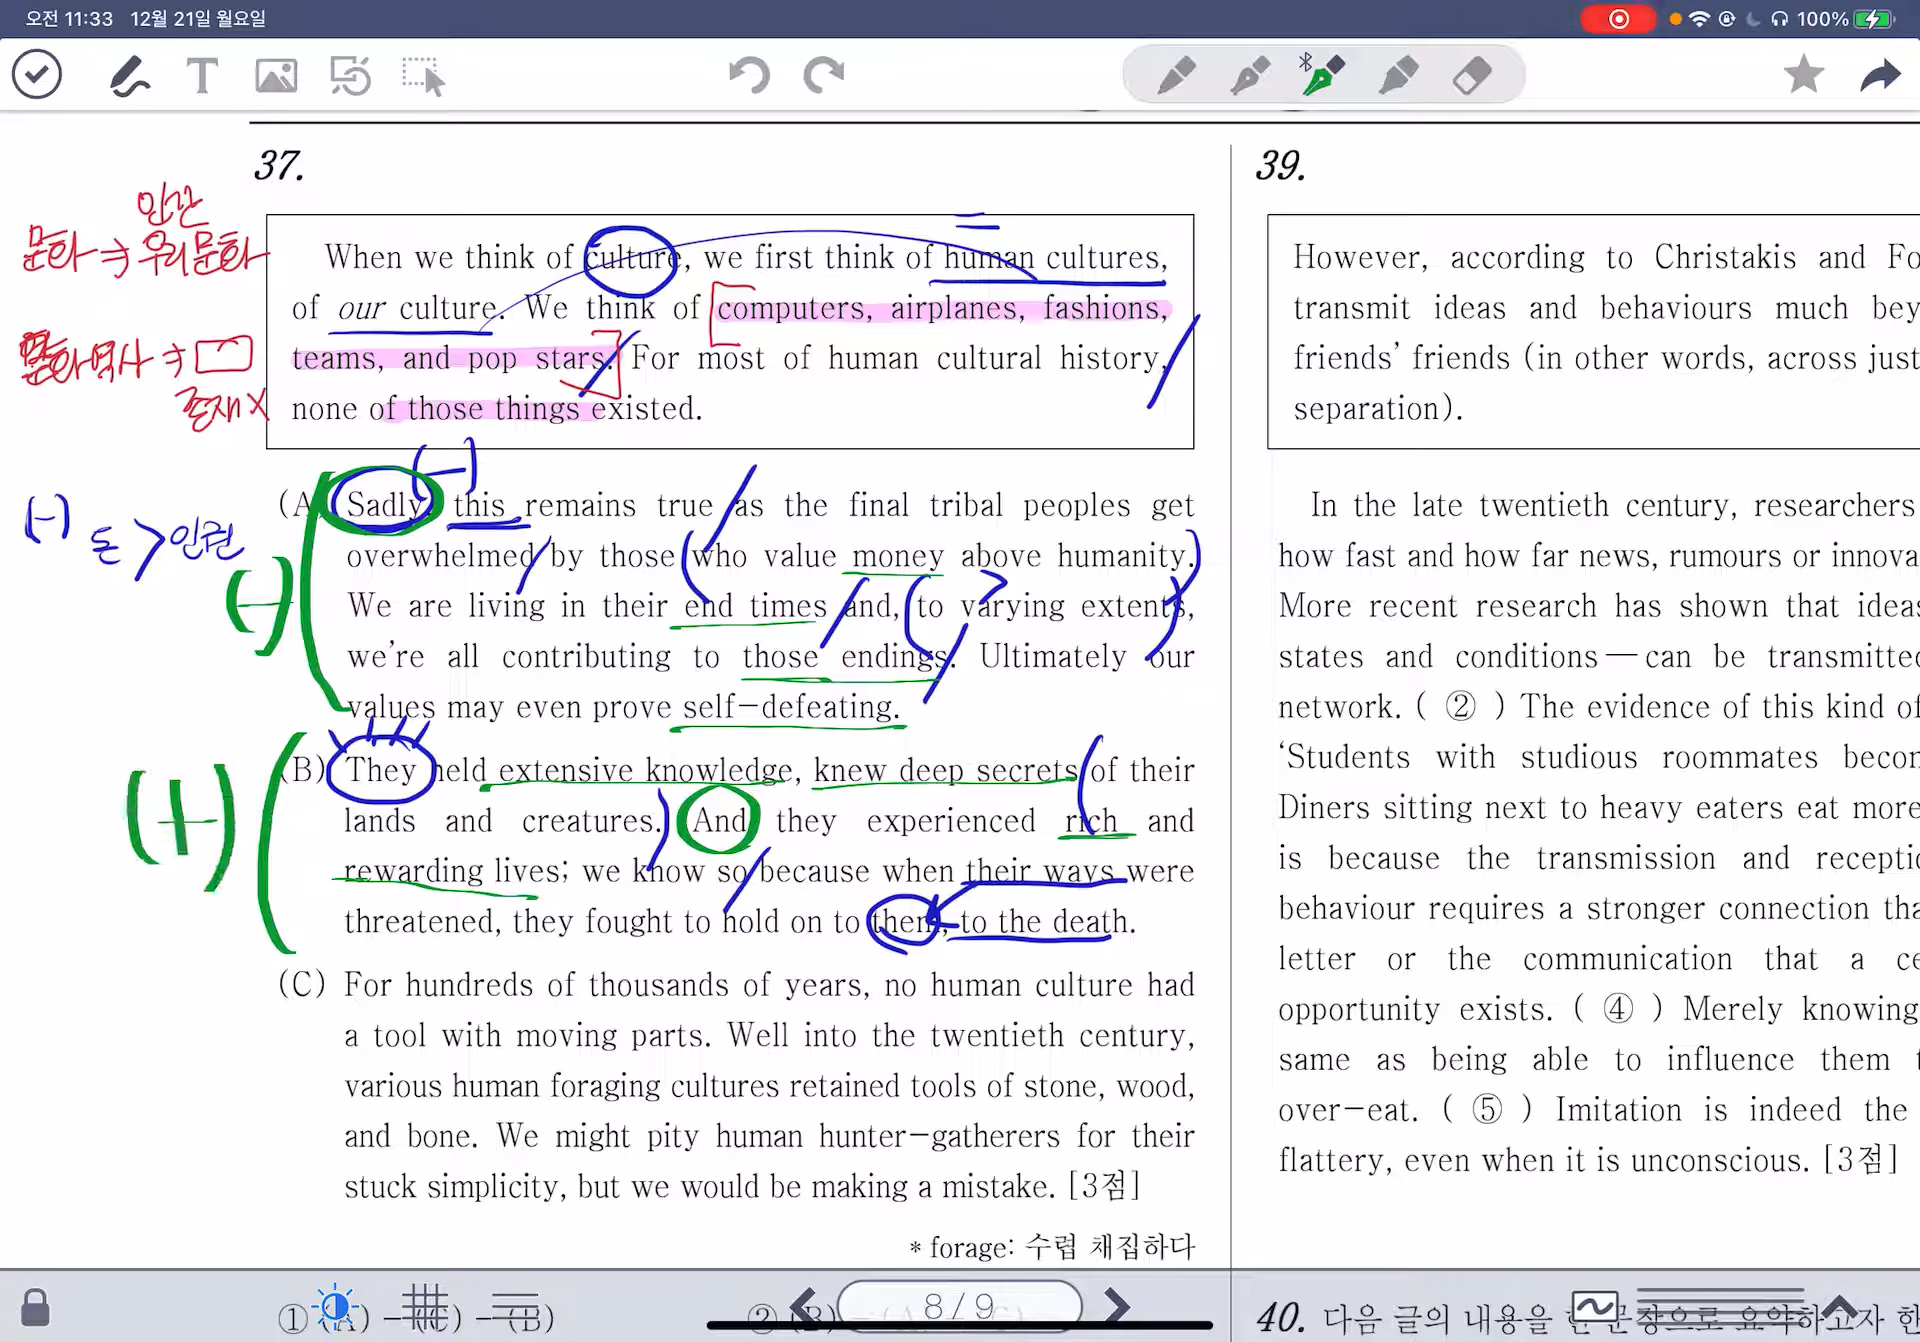 오전 11:33 12월 21일 월요일
100%
37.
인간
문화 → 우리문화
문화역사 →
존재 X
When we think of culture, we first think of human cultures,
of our culture. We think of computers, airplanes, fashions,
teams, and pop stars. For most of human cultural history,
none of those things existed.
(-)
(-) 돈 > 인권
(-)
(A) Sadly, this remains true as the final tribal peoples get
overwhelmed by those who value money above humanity.
We are living in their end times and, to varying extents,
we're all contributing to those endings. Ultimately our
values may even prove self-defeating.
(+)
(B) They held extensive knowledge, knew deep secrets of their
lands and creatures. And they experienced rich and
rewarding lives; we know so because when their ways were
threatened, they fought to hold on to them, to the death.
(C) For hundreds of thousands of years, no human culture had
a tool with moving parts. Well into the twentieth century,
various human foraging cultures retained tools of stone, wood,
and bone. We might pity human hunter-gatherers for their
stuck simplicity, but we would be making a mistake. [3점]
* forage: 수렵 채집하다
① (A) - (C) - (B)
② (B) - (A)
8 / 9
39.
However, according to Christakis and Fo
transmit ideas and behaviours much bey
friends' friends (in other words, across just
separation).
In the late twentieth century, researchers
how fast and how far news, rumours or innova
More recent research has shown that ideas
states and conditions—can be transmitted
network. ( ② ) The evidence of this kind of
'Students with studious roommates becon
Diners sitting next to heavy eaters eat more
is because the transmission and recepti
behaviour requires a stronger connection tha
letter or the communication that a ce
opportunity exists. ( ④ ) Merely knowing
same as being able to influence them t
over-eat. ( ⑤ ) Imitation is indeed the
flattery, even when it is unconscious. [3점]
40. 다음 글의 내용을 한 문장으로 요약하고자 한